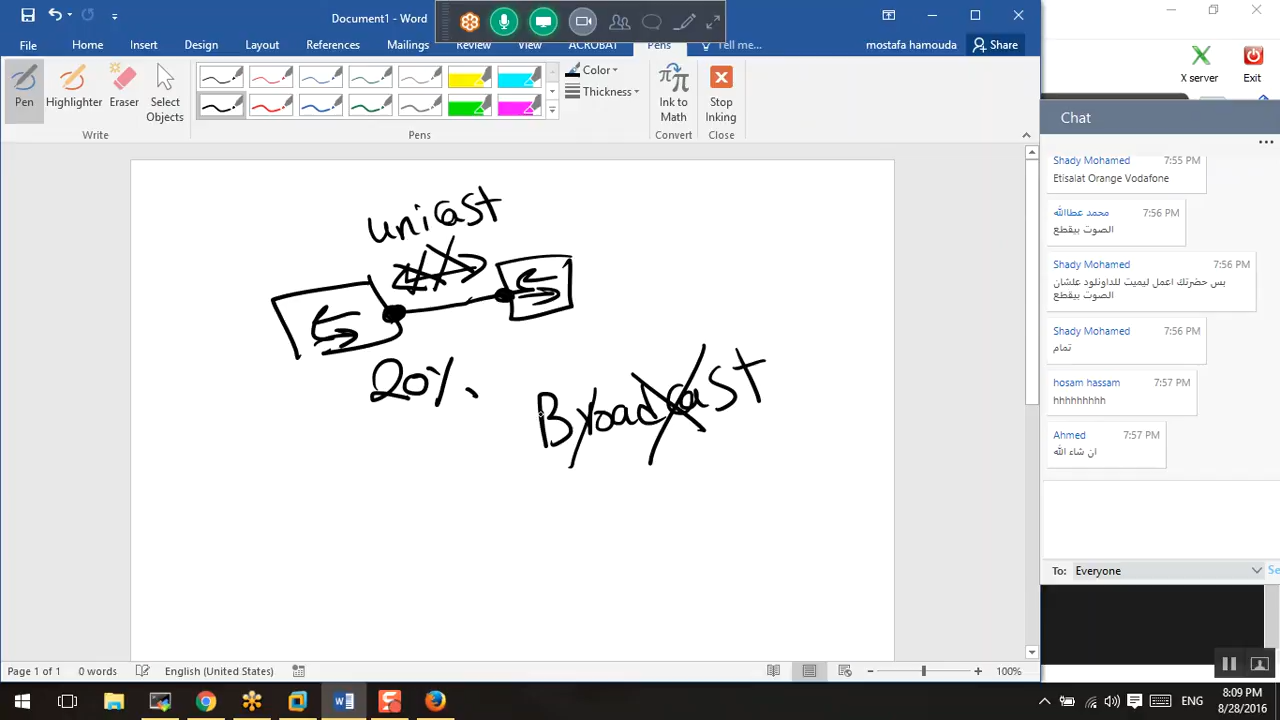 Document1 - Word
File
Home
Insert
Design
Layout
References
Mailings
Review
View
ACROBAT
Pens
Tell me...
mostafa hamouda
Share
Pen
Highlighter
Eraser
Select Objects
Color
Thickness
Ink to Math
Stop Inking
Write
Pens
Convert
Close
X server
Exit
Chat
Shady Mohamed 7:55 PM
Etisalat Orange Vodafone
محمد عطاالله 7:56 PM
الصوت بيقطع
Shady Mohamed 7:56 PM
بس حضرتك اعمل ليميت للداونلود علشان
الصوت بيقطع
Shady Mohamed 7:56 PM
تمام
hosam hassam 7:57 PM
hhhhhhhhh
Ahmed 7:57 PM
ان شاء الله
To: Everyone
Se
unicast
20%
Broadcast
Page 1 of 1
0 words
English (United States)
100%
ENG
8:09 PM
8/28/2016